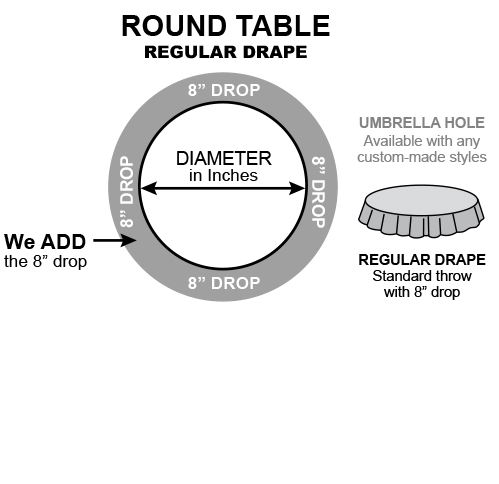 ROUND TABLE
REGULAR DRAPE
8” DROP
8” DROP
DIAMETER
in Inches
8” DROP
8” DROP
We ADD
the 8” drop
UMBRELLA HOLE
Available with any
custom-made styles
REGULAR DRAPE
Standard throw
with 8” drop